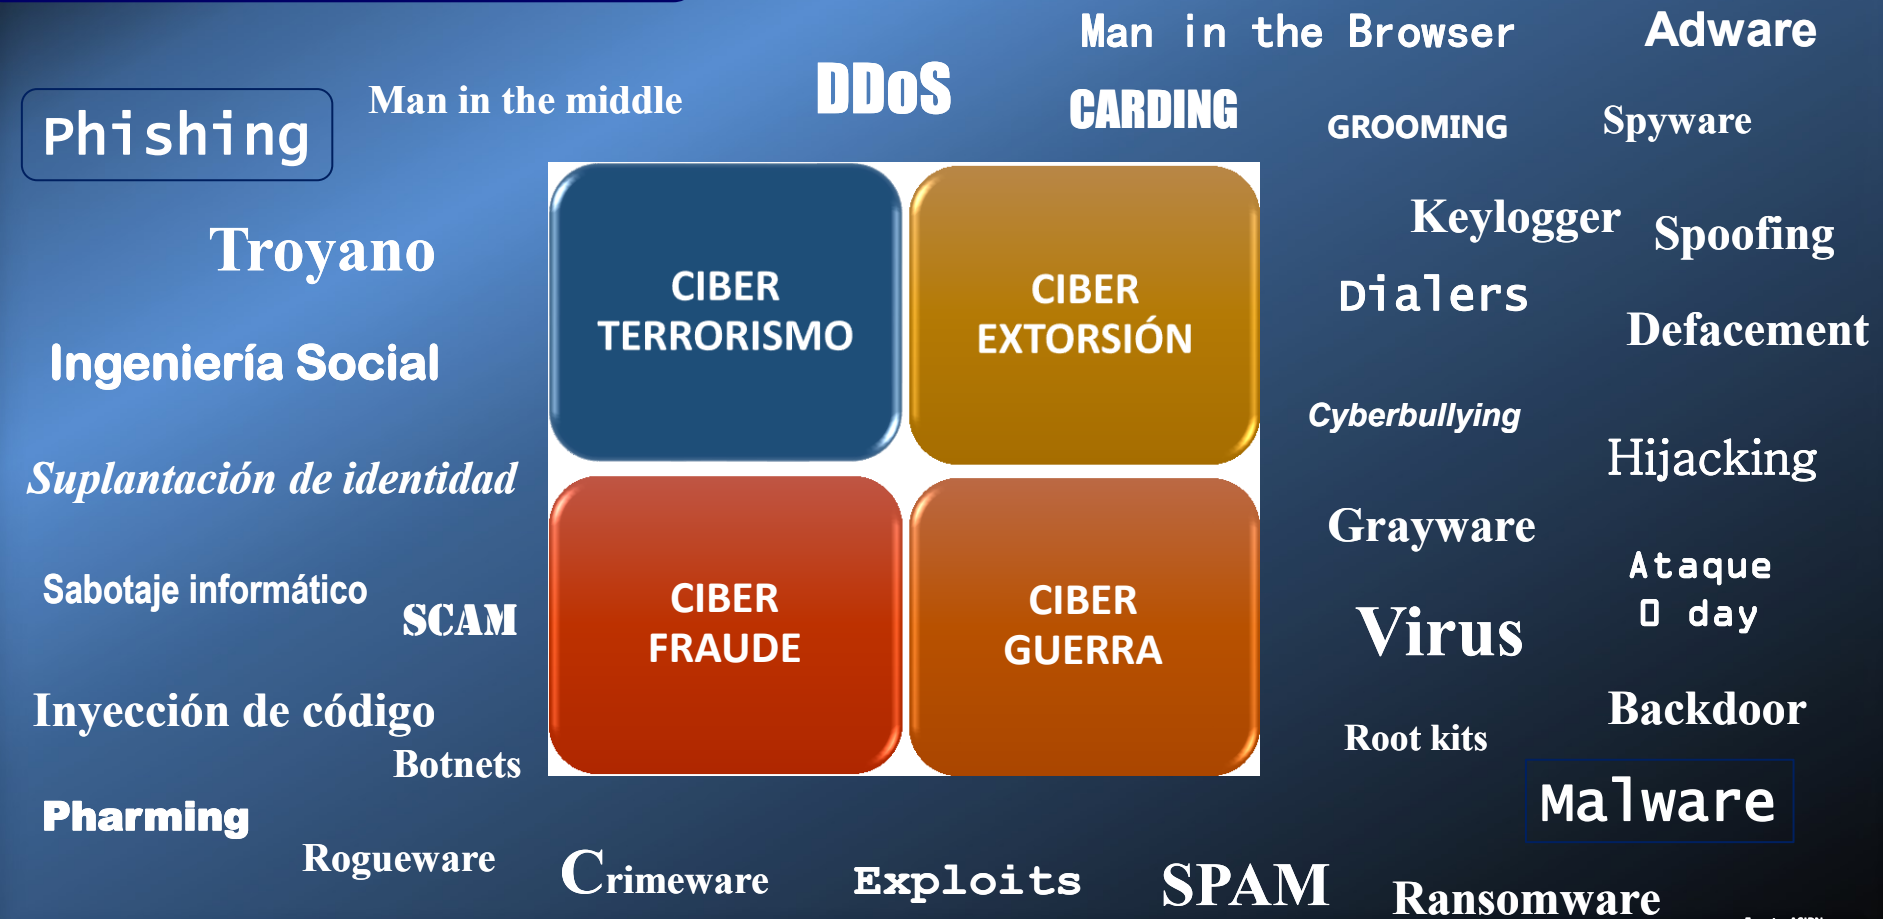 Man in the Browser
Adware
DDoS
Man in the middle
CARDING
GROOMING
Spyware
Phishing
Keylogger
Spoofing
Troyano
CIBER
TERRORISMO
CIBER
EXTORSIÓN
Dialers
Defacement
Ingeniería Social
Cyberbullying
Hijacking
Suplantación de identidad
Grayware
Ataque
0 day
Sabotaje informático
SCAM
CIBER
FRAUDE
CIBER
GUERRA
Virus
Inyección de código
Backdoor
Root kits
Botnets
Malware
Pharming
Rogueware
Crimeware
Exploits
SPAM
Ransomware